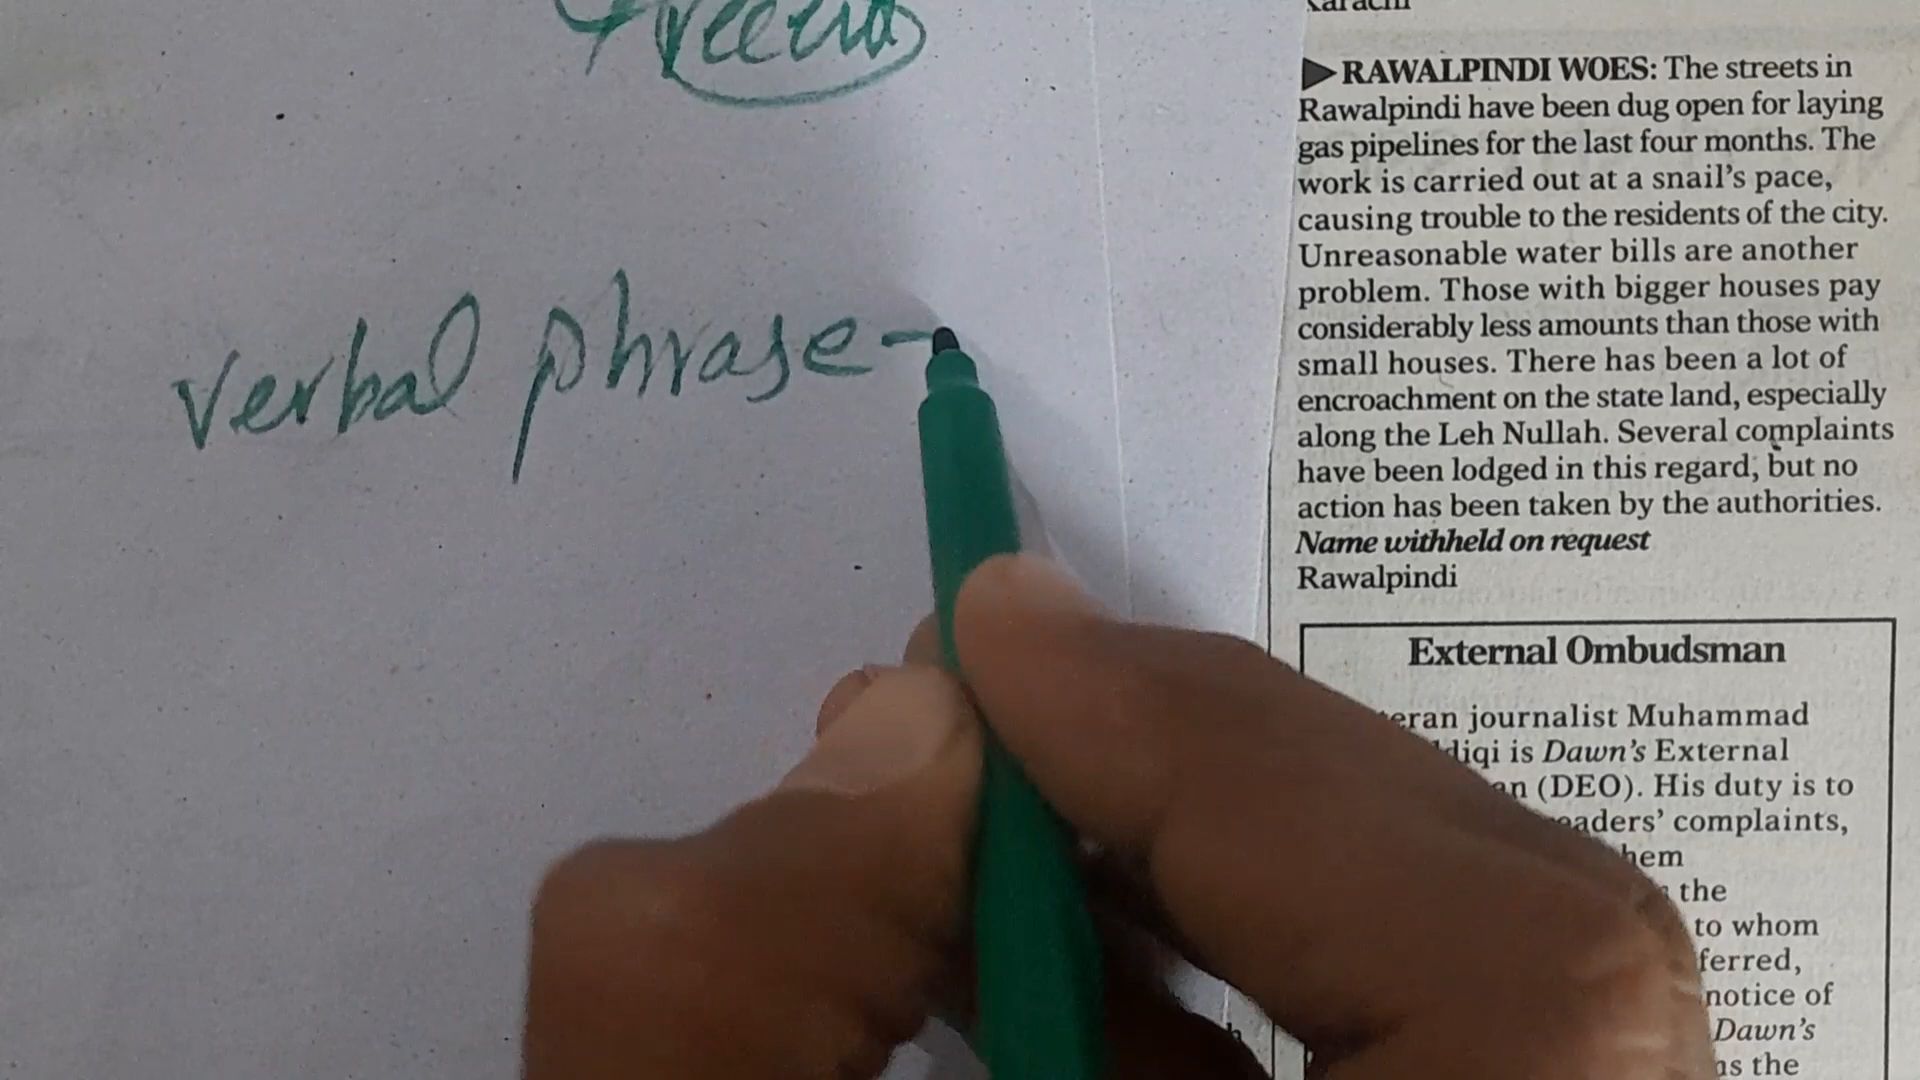 verbal phrase -
Karachi
RAWALPINDI WOES: The streets in
Rawalpindi have been dug open for laying
gas pipelines for the last four months. The
work is carried out at a snail's pace,
causing trouble to the residents of the city.
Unreasonable water bills are another
problem. Those with bigger houses pay
considerably less amounts than those with
small houses. There has been a lot of
encroachment on the state land, especially
along the Leh Nullah. Several complaints
have been lodged in this regard, but no
action has been taken by the authorities.
Name withheld on request
Rawalpindi
External Ombudsman
journalist Muhammad
is Dawn's External
(DEO). His duty is to
complaints,
the
to whom
notice of
Dawn's
the